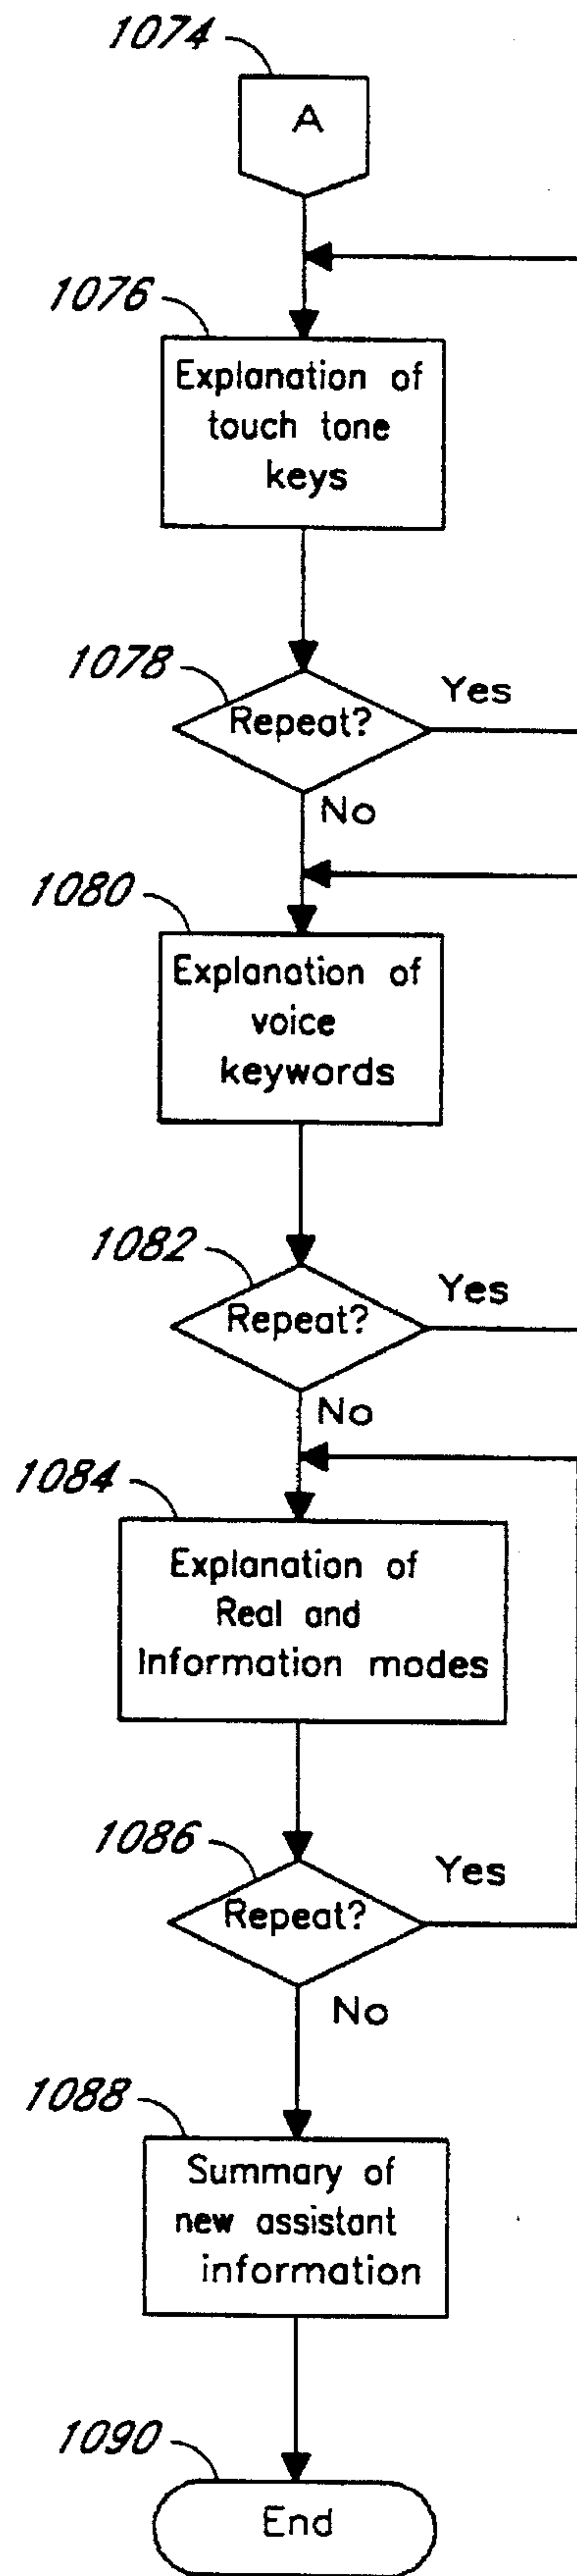 1074
A
1076
Explanation of
touch tone
keys
1078
Repeat?
Yes
No
1080
Explanation of
voice
keywords
1082
Repeat?
Yes
No
1084
Explanation of
Real and
Information modes
1086
Repeat?
Yes
No
1088
Summary of
new assistant
information
1090
End